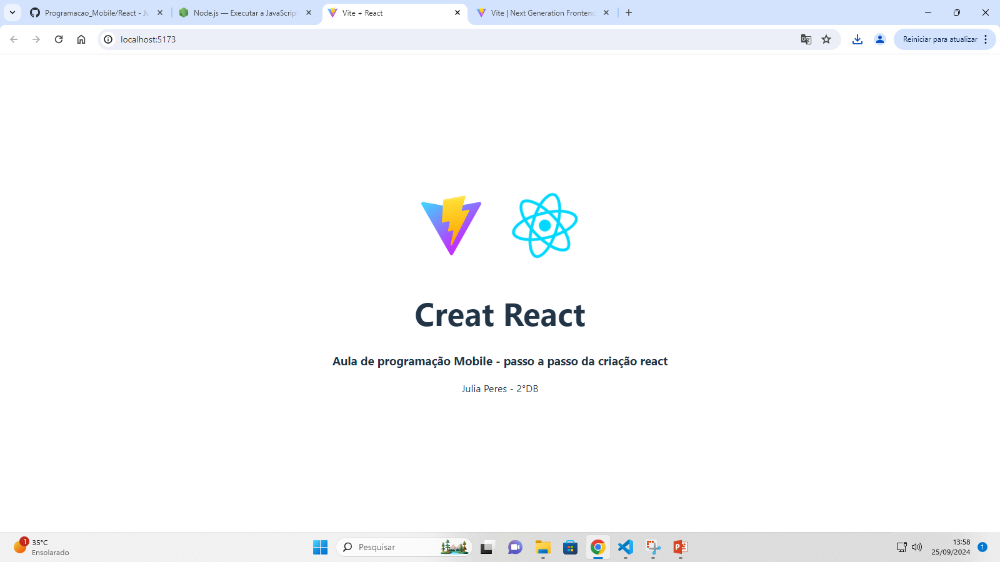 Programacao_Mobile/React - Ju
Node.js — Executar a JavaScript
Vite + React
Vite | Next Generation Frontend
localhost:5173
Reiniciar para atualizar
Creat React
Aula de programação Mobile - passo a passo da criação react
Julia Peres - 2°DB
1
35°C
Ensolarado
Pesquisar
13:58
25/09/2024
1